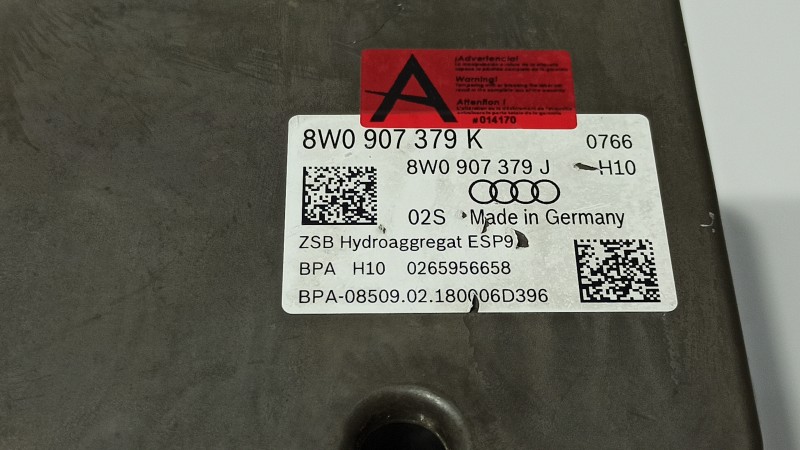 A
¡Advertencia!
Warning!
Attention !
#014170
8W0 907 379 K 0766
8W0 907 379 J H10
02S Made in Germany
ZSB Hydroaggregat ESP9
BPA H10 0265956658
BPA-08509.02.180006D396